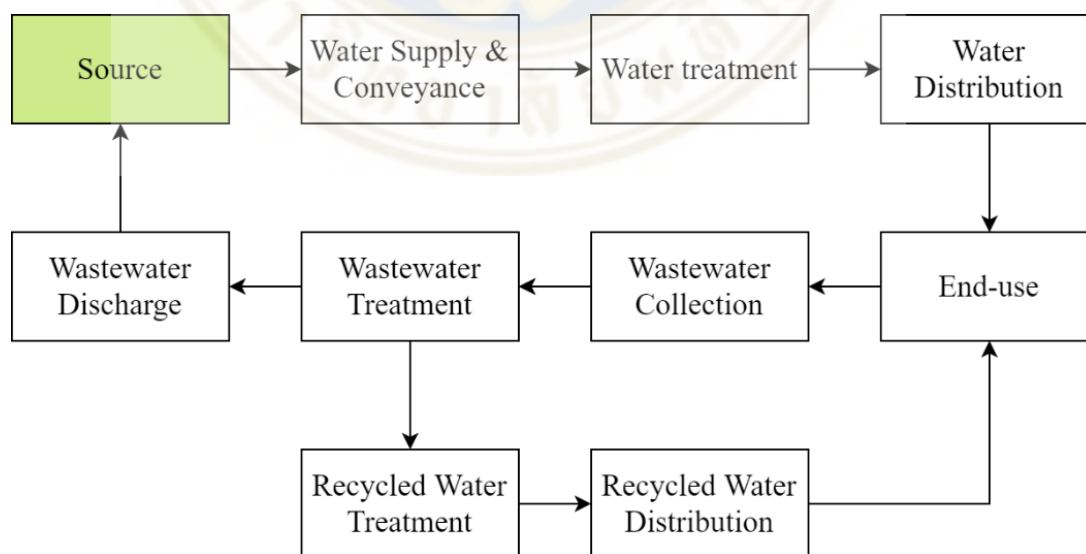 Source
Water Supply &
Conveyance
Water treatment
Water
Distribution
Wastewater
Discharge
Wastewater
Treatment
Wastewater
Collection
End-use
Recycled Water
Treatment
Recycled Water
Distribution